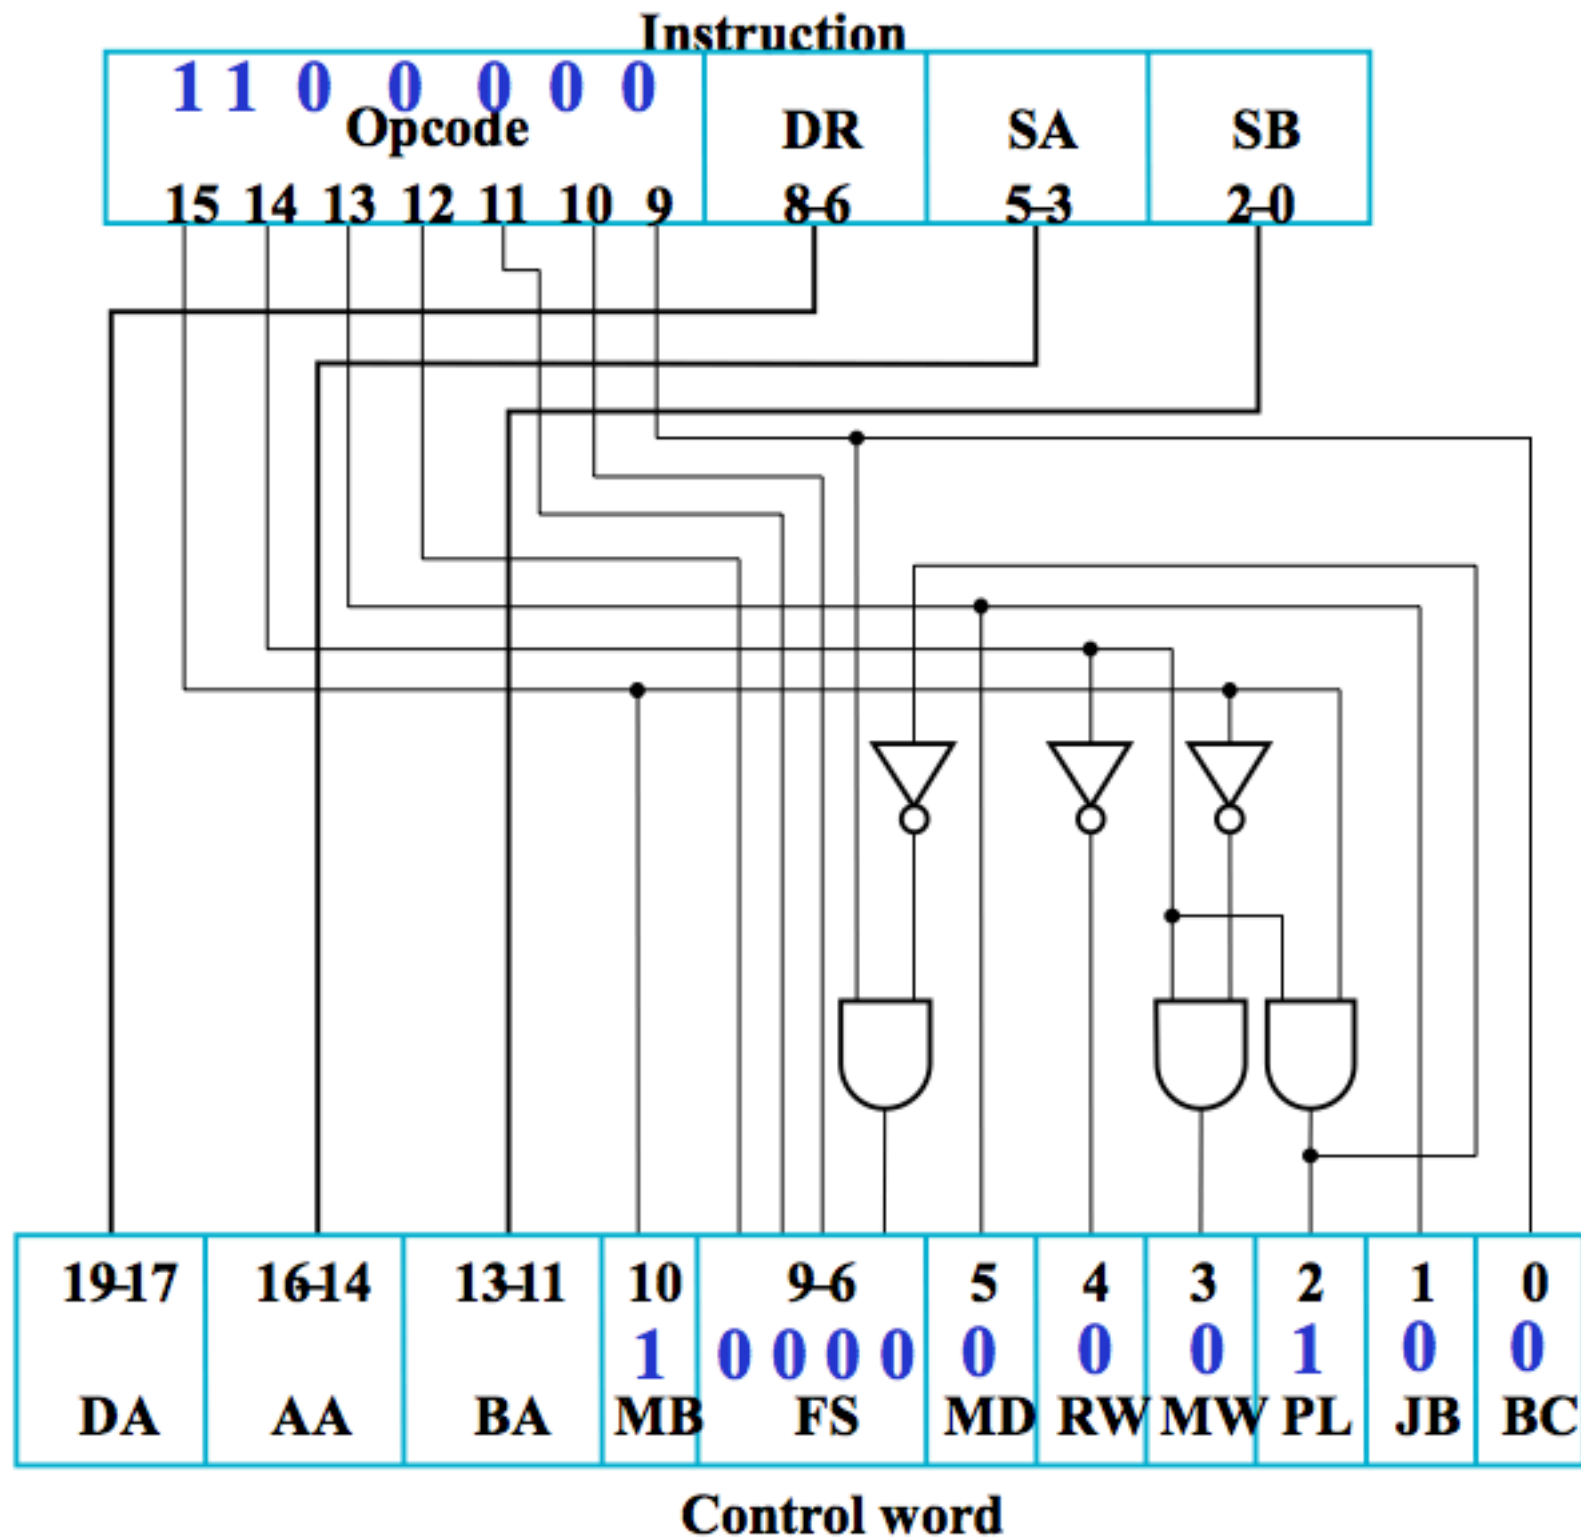 Instruction
1 1 0 0 0 0 0
Opcode DR SA SB
15 14 13 12 11 10 9 8-6 5-3 2-0
19-17 16-14 13-11 10 9-6 5 4 3 2 1 0
1 0 0 0 0 0 0 0 1 0 0
DA AA BA MB FS MD RW MW PL JB BC
Control word